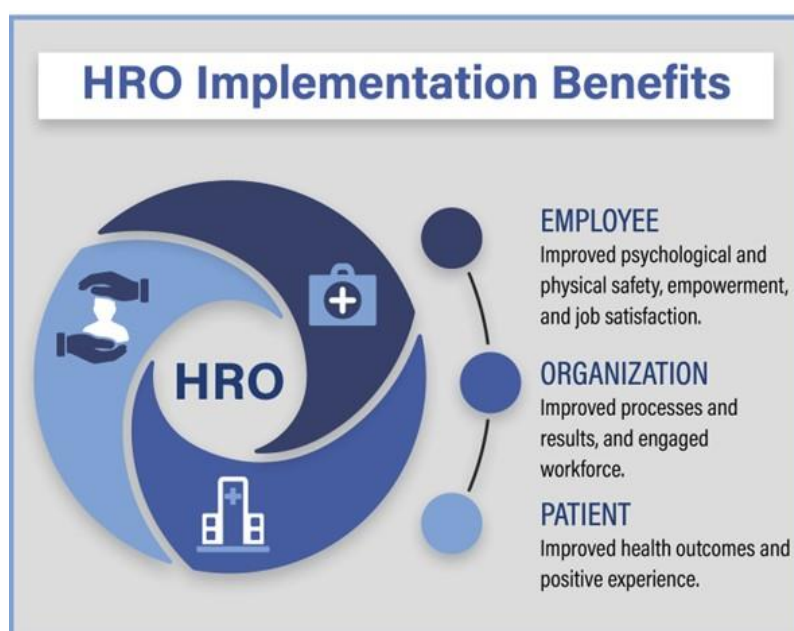 HRO Implementation Benefits
HRO
EMPLOYEE
Improved psychological and
physical safety, empowerment,
and job satisfaction.
ORGANIZATION
Improved processes and
results, and engaged
workforce.
PATIENT
Improved health outcomes and
positive experience.